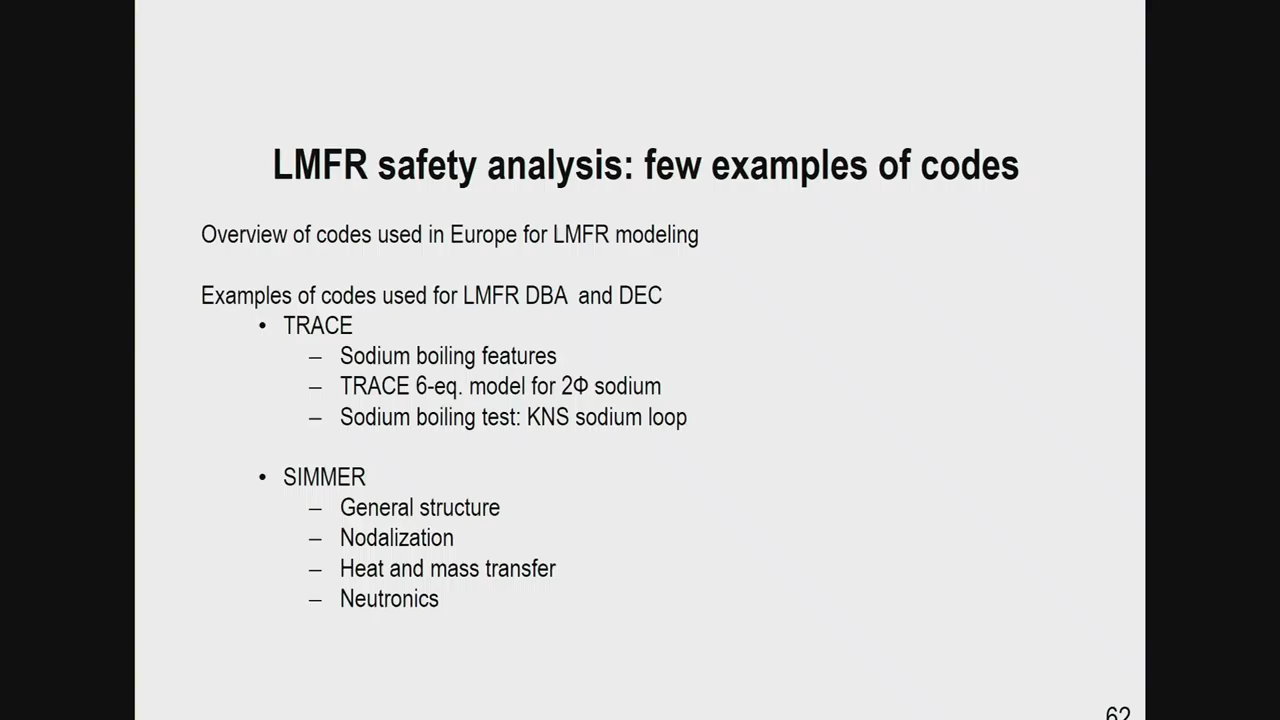 LMFR safety analysis: few examples of codes
Overview of codes used in Europe for LMFR modeling
Examples of codes used for LMFR DBA and DEC
• TRACE
– Sodium boiling features
– TRACE 6-eq. model for 2Φ sodium
– Sodium boiling test: KNS sodium loop
• SIMMER
– General structure
– Nodalization
– Heat and mass transfer
– Neutronics
62